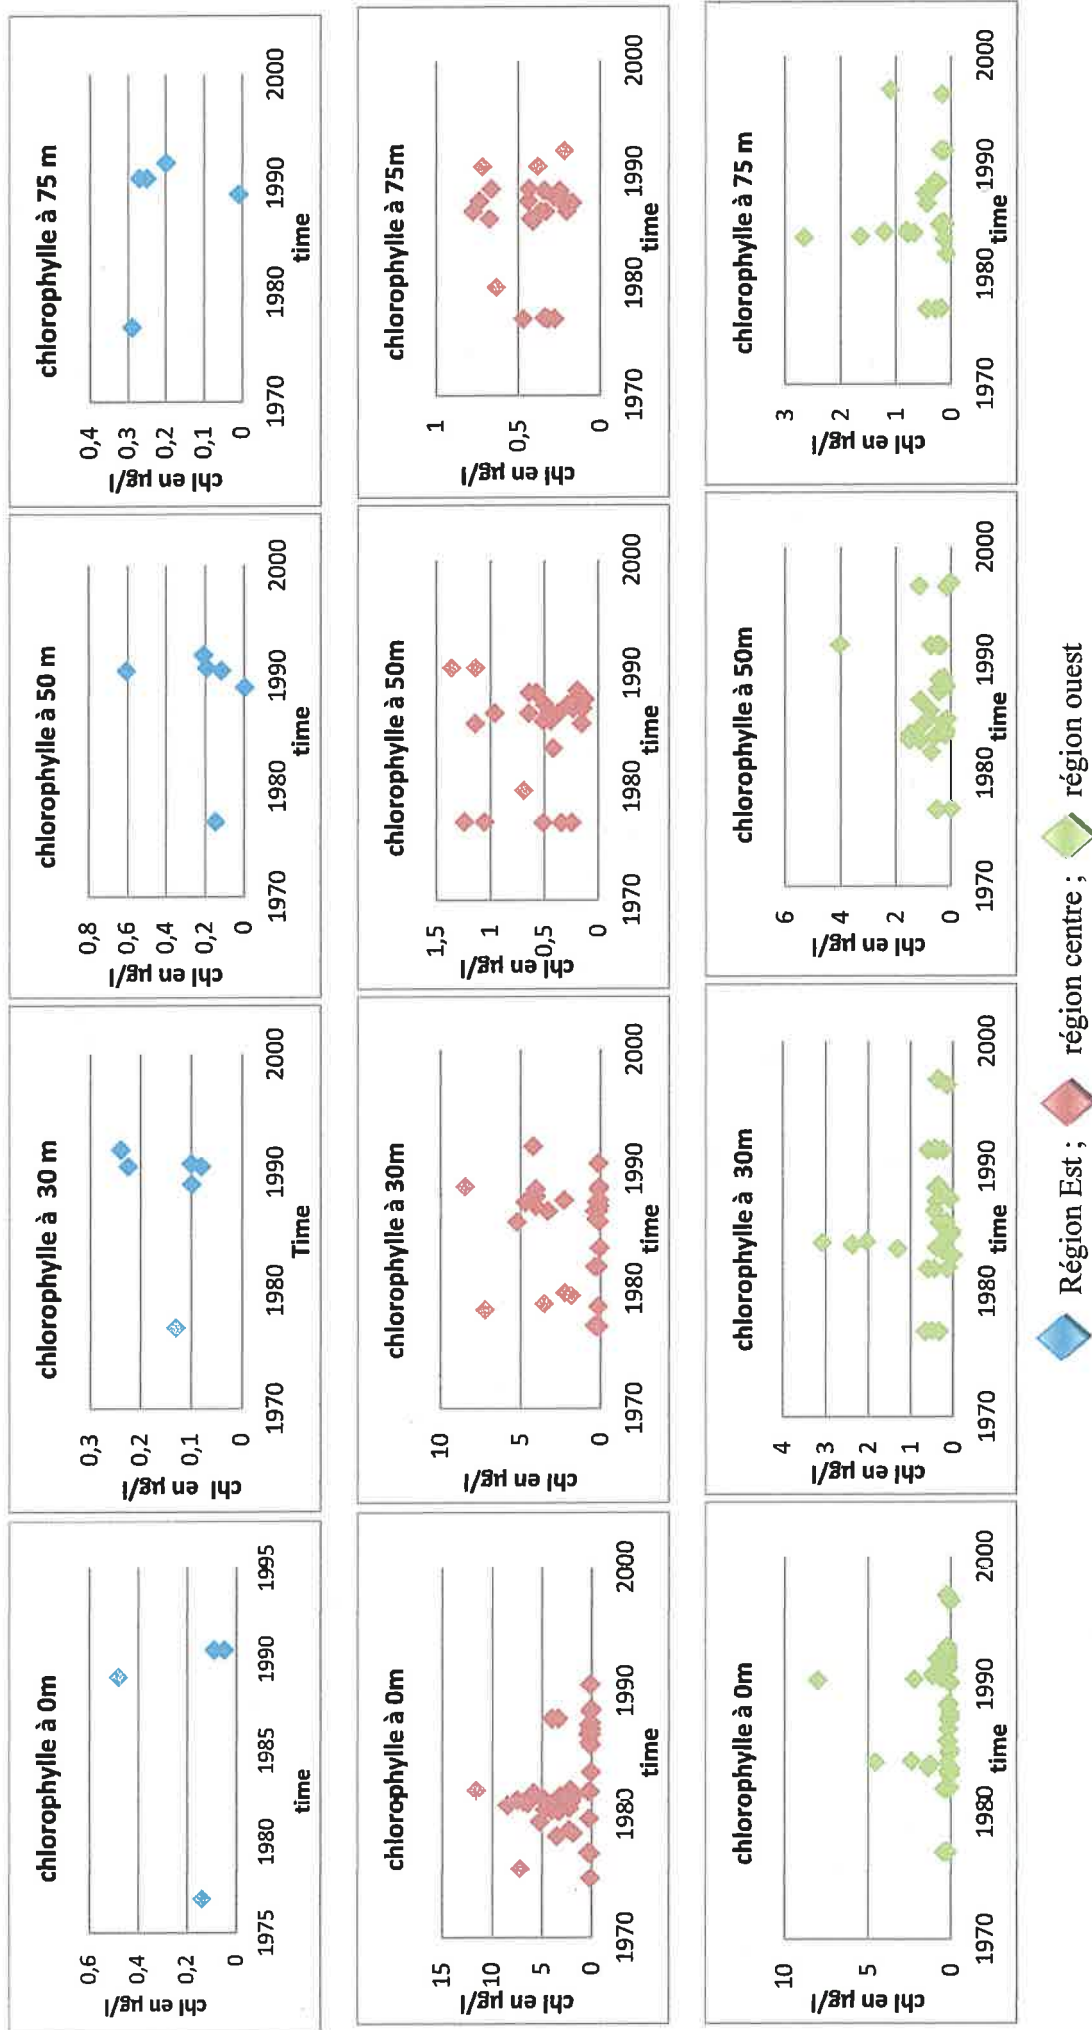 chlorophylle à 0m
chl en µg/l
0,6
0,4
0,2
0
1975 1980 1985 1990 1995
time
chlorophylle à 30 m
chl en µg/l
0,3
0,2
0,1
0
1970 1980 1990 2000
Time
chlorophylle à 50 m
chl en µg/l
0,8
0,6
0,4
0,2
0
1970 1980 1990 2000
time
chlorophylle à 75 m
chl en µg/l
0,4
0,3
0,2
0,1
0
1970 1980 1990 2000
time
chlorophylle à 0m
chl en µg/l
15
10
5
0
1970 1980 1990 2000
time
chlorophylle à 30m
chl en µg/l
10
5
0
1970 1980 1990 2000
time
chlorophylle à 50m
chl en µg/l
1,5
1
0,5
0
1970 1980 1990 2000
time
chlorophylle à 75m
chl en µg/l
1
0,5
0
1970 1980 1990 2000
time
chlorophylle à 0m
chl en µg/l
10
5
0
1970 1980 1990 2000
time
chlorophylle à 30m
chl en µg/l
4
3
2
1
0
1970 1980 1990 2000
time
chlorophylle à 50m
chl en µg/l
6
4
2
0
1970 1980 1990 2000
time
chlorophylle à 75 m
chl en µg/l
3
2
1
0
1970 1980 1990 2000
time
Région Est ; région centre ; région ouest